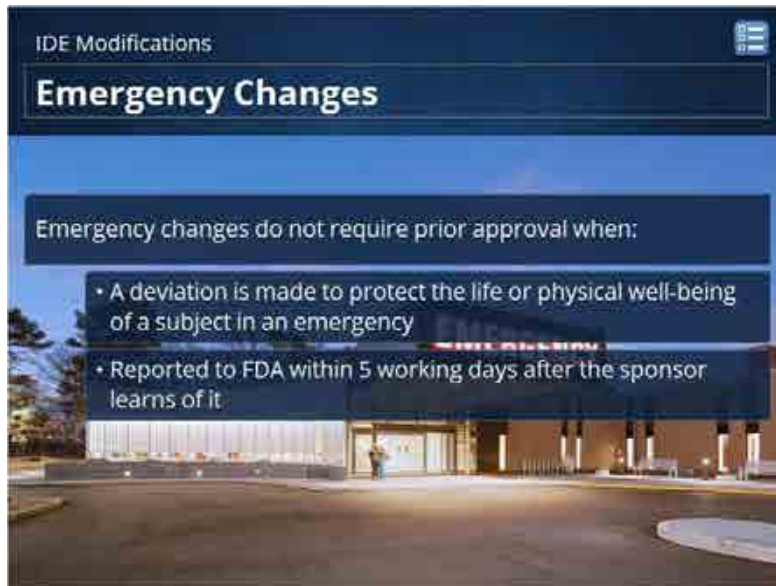 IDE Modifications
Emergency Changes
Emergency changes do not require prior approval when:
• A deviation is made to protect the life or physical well-being
of a subject in an emergency
EMERGENCY
• Reported to FDA within 5 working days after the sponsor
learns of it